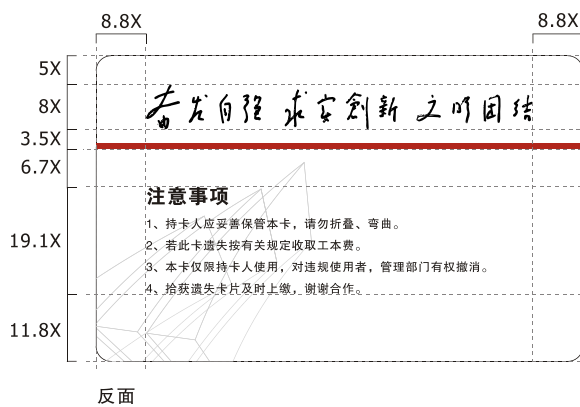 8.8X 8.8X
5X
8X
奋发自强 求实創新 文明团结
3.5X
6.7X
注意事项
1、持卡人应妥善保管本卡，请勿折叠、弯曲。
2、若此卡遗失按有关规定收取工本费。
19.1X
3、本卡仅限持卡人使用，对违规使用者，管理部门有权撤消。
4、拾获遗失卡片及时上缴，谢谢合作。
11.8X
反面